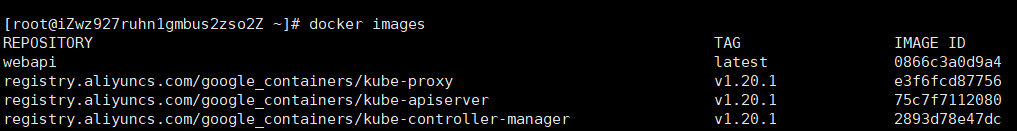 [root@iZwz927ruhn1gmbus2zso2Z ~]# docker images
REPOSITORY TAG IMAGE ID
webapi latest 0866c3a0d9a4
registry.aliyuncs.com/google_containers/kube-proxy v1.20.1 e3f6fcd87756
registry.aliyuncs.com/google_containers/kube-apiserver v1.20.1 75c7f7112080
registry.aliyuncs.com/google_containers/kube-controller-manager v1.20.1 2893d78e47dc